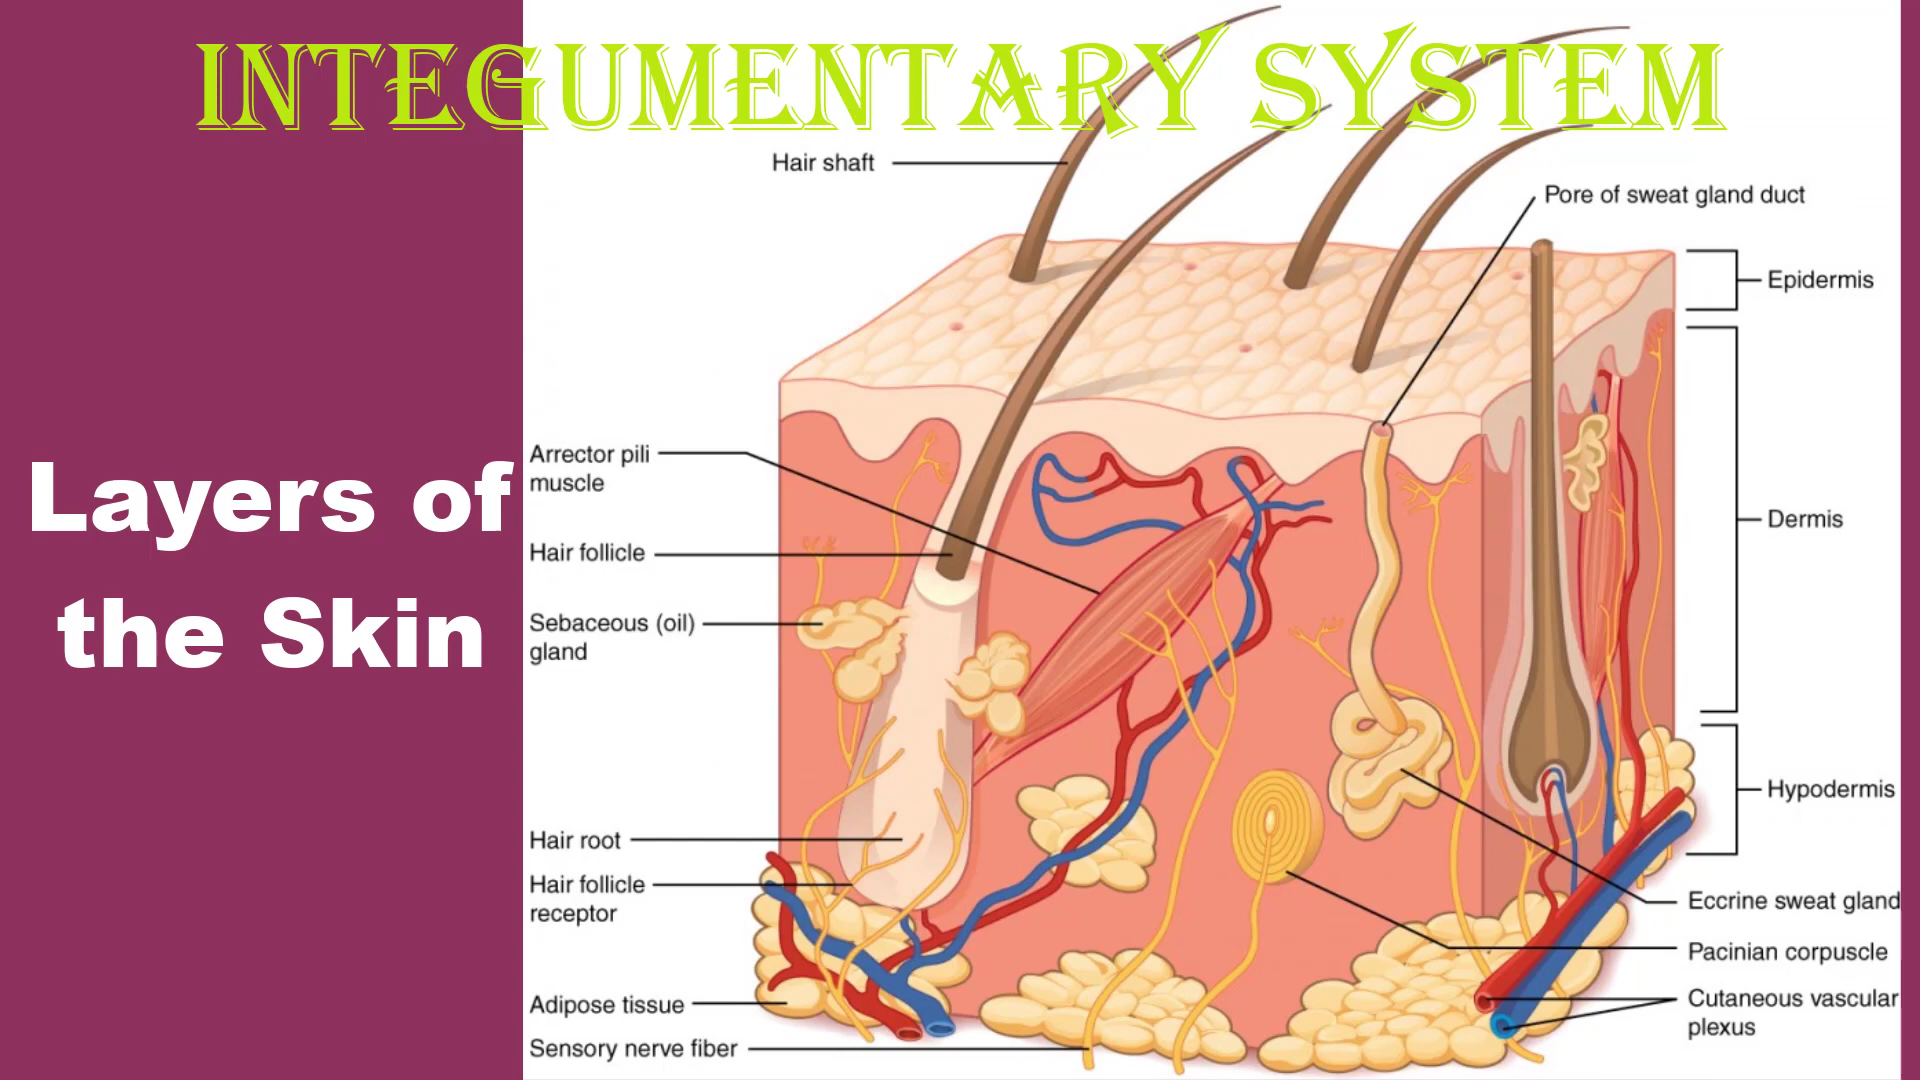 INTEGUMENTARY SYSTEM
Layers of
the Skin
Hair shaft
Pore of sweat gland duct
Epidermis
Dermis
Hypodermis
Arrector pili
muscle
Hair follicle
Sebaceous (oil)
gland
Hair root
Hair follicle
receptor
Adipose tissue
Sensory nerve fiber
Eccrine sweat gland
Pacinian corpuscle
Cutaneous vascular
plexus